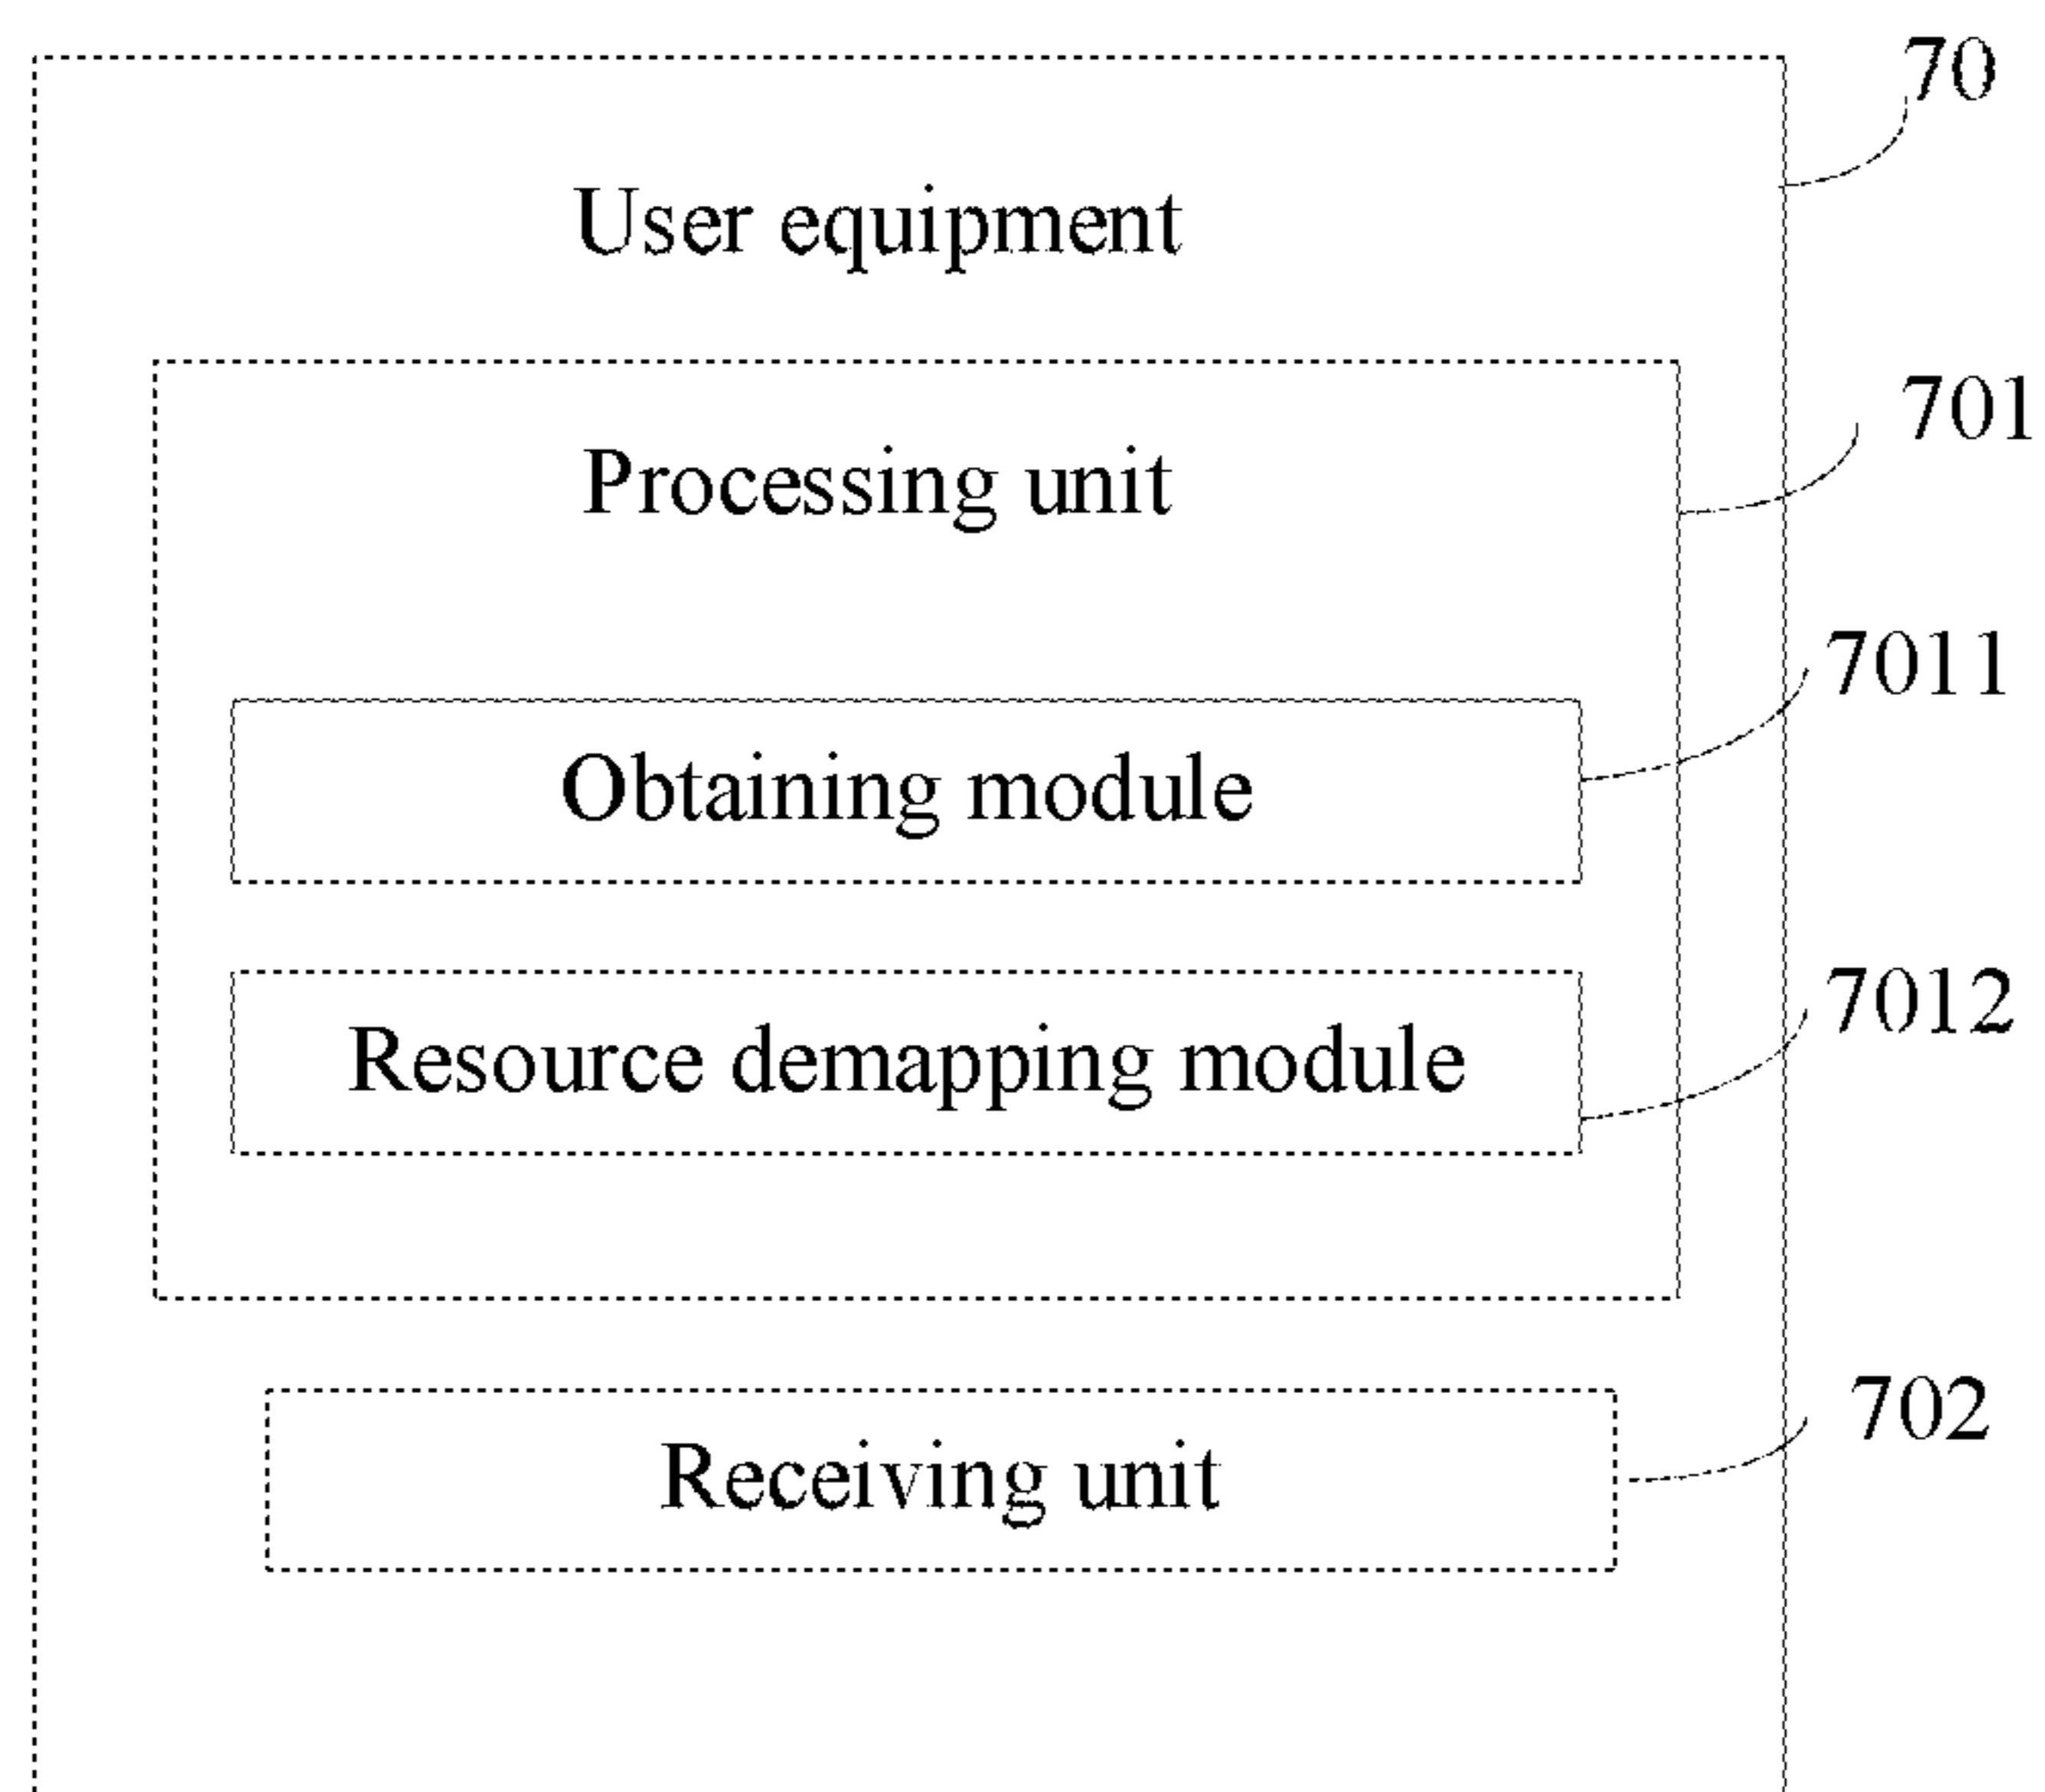 70
User equipment
701
Processing unit
7011
Obtaining module
7012
Resource demapping module
702
Receiving unit